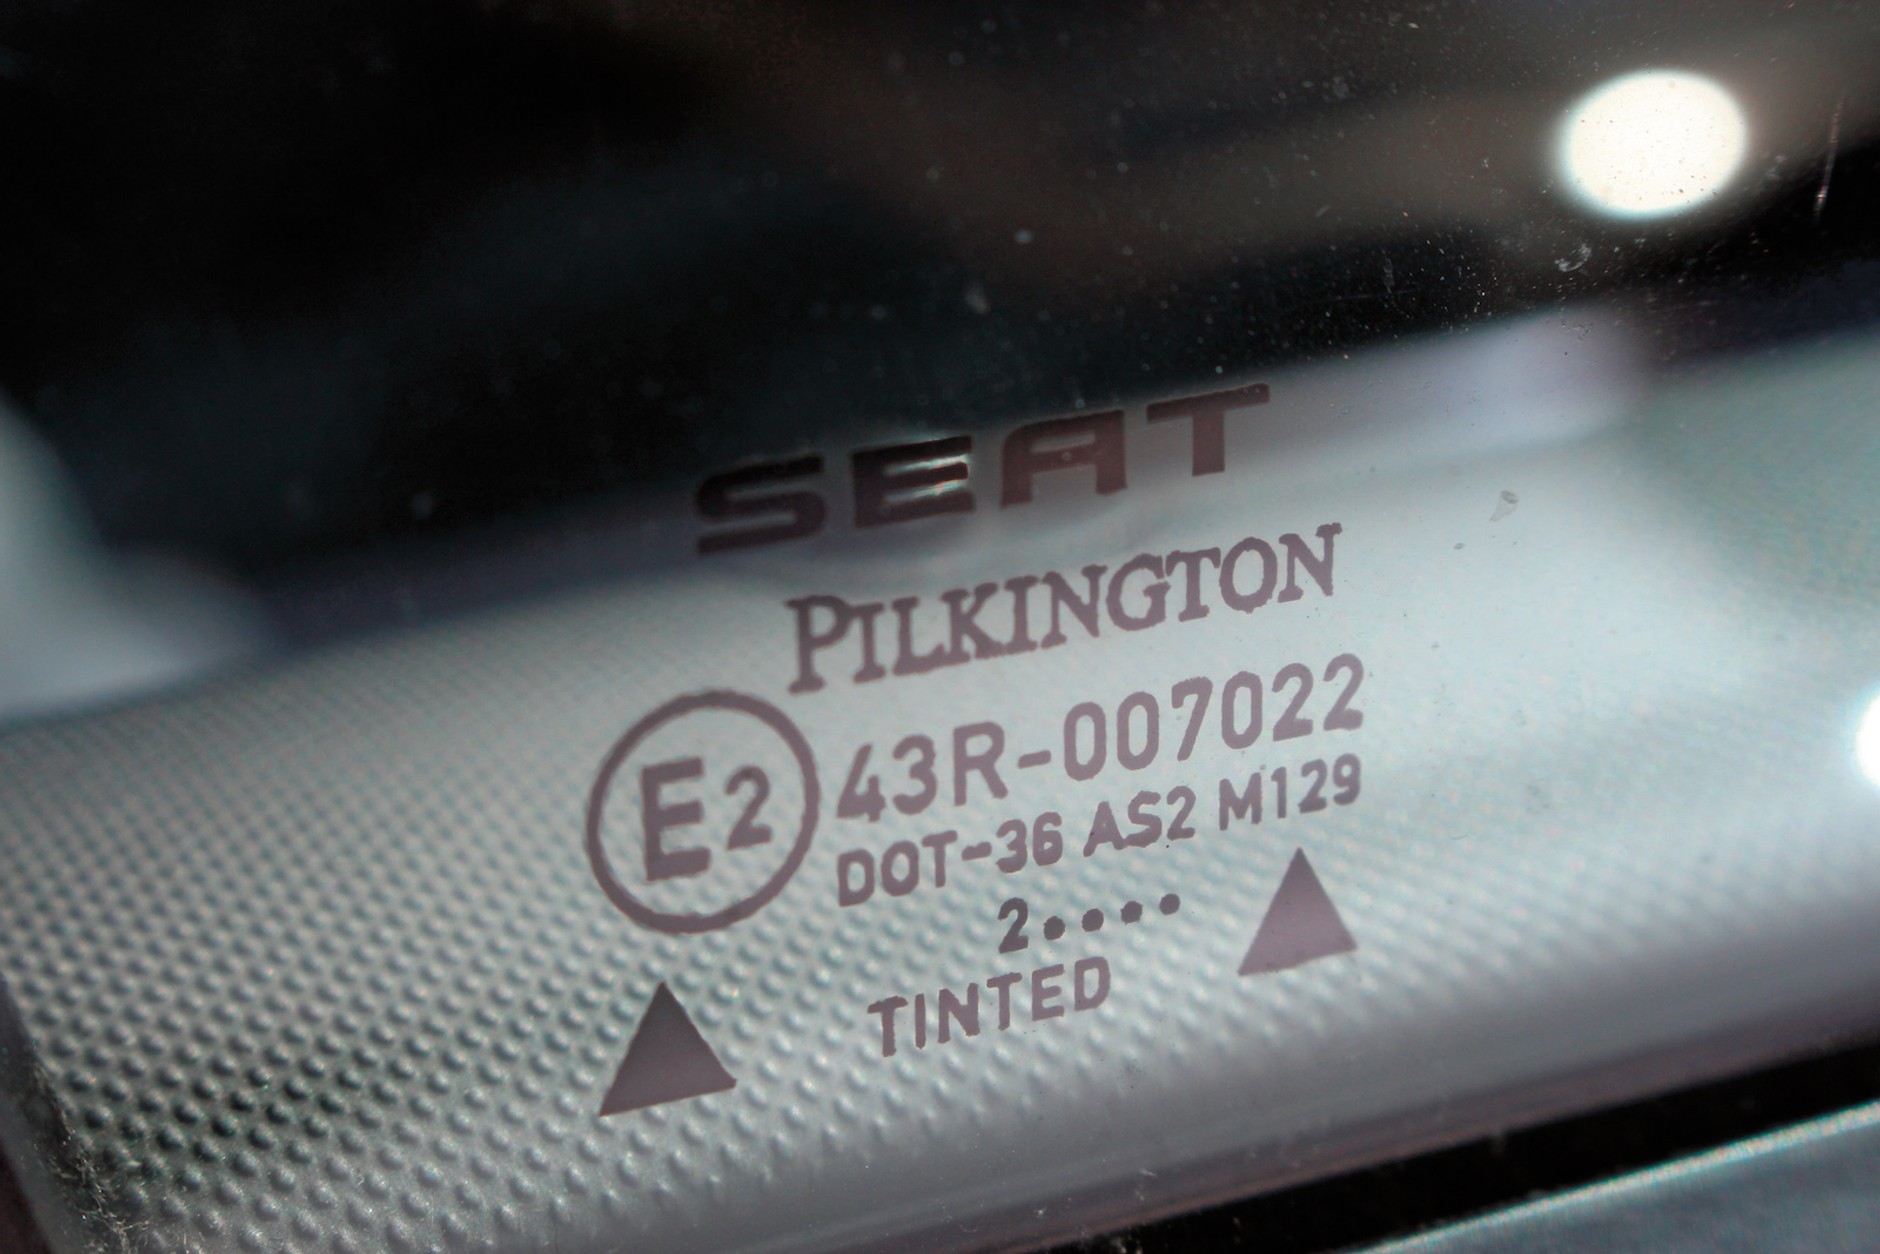 SEAT
PILKINGTON
E2 43R-007022
DOT-36 AS2 M129
2••••
TINTED